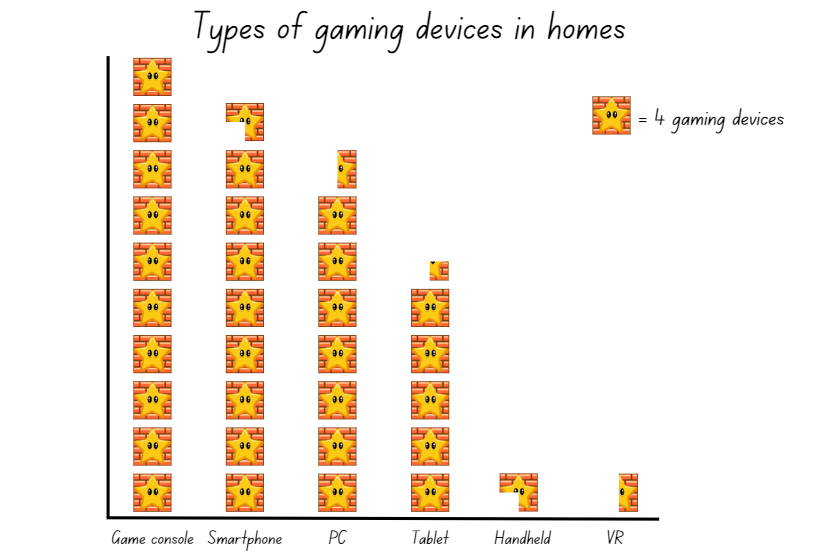 Types of gaming devices in homes
= 4 gaming devices
Game console Smartphone PC Tablet Handheld VR